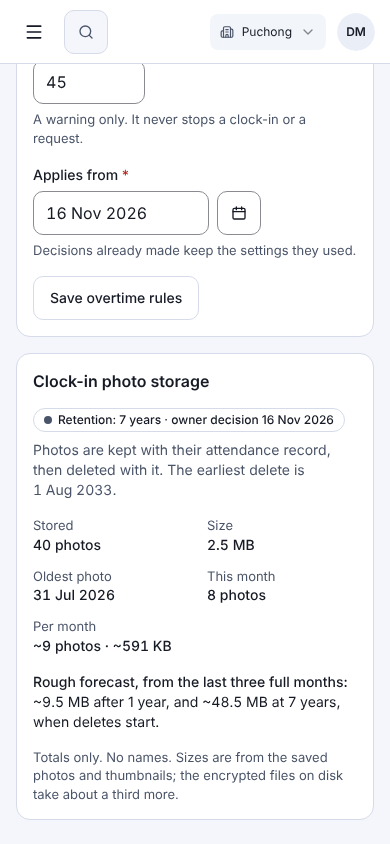 Puchong
DM
45
A warning only. It never stops a clock-in or a
request.
Applies from *
16 Nov 2026
Decisions already made keep the settings they used.
Save overtime rules
Clock-in photo storage
Retention: 7 years · owner decision 16 Nov 2026
Photos are kept with their attendance record,
then deleted with it. The earliest delete is
1 Aug 2033.
Stored
Size
40 photos
2.5 MB
Oldest photo
This month
31 Jul 2026
8 photos
Per month
~9 photos · ~591 KB
Rough forecast, from the last three full months:
~9.5 MB after 1 year, and ~48.5 MB at 7 years,
when deletes start.
Totals only. No names. Sizes are from the saved
photos and thumbnails; the encrypted files on disk
take about a third more.